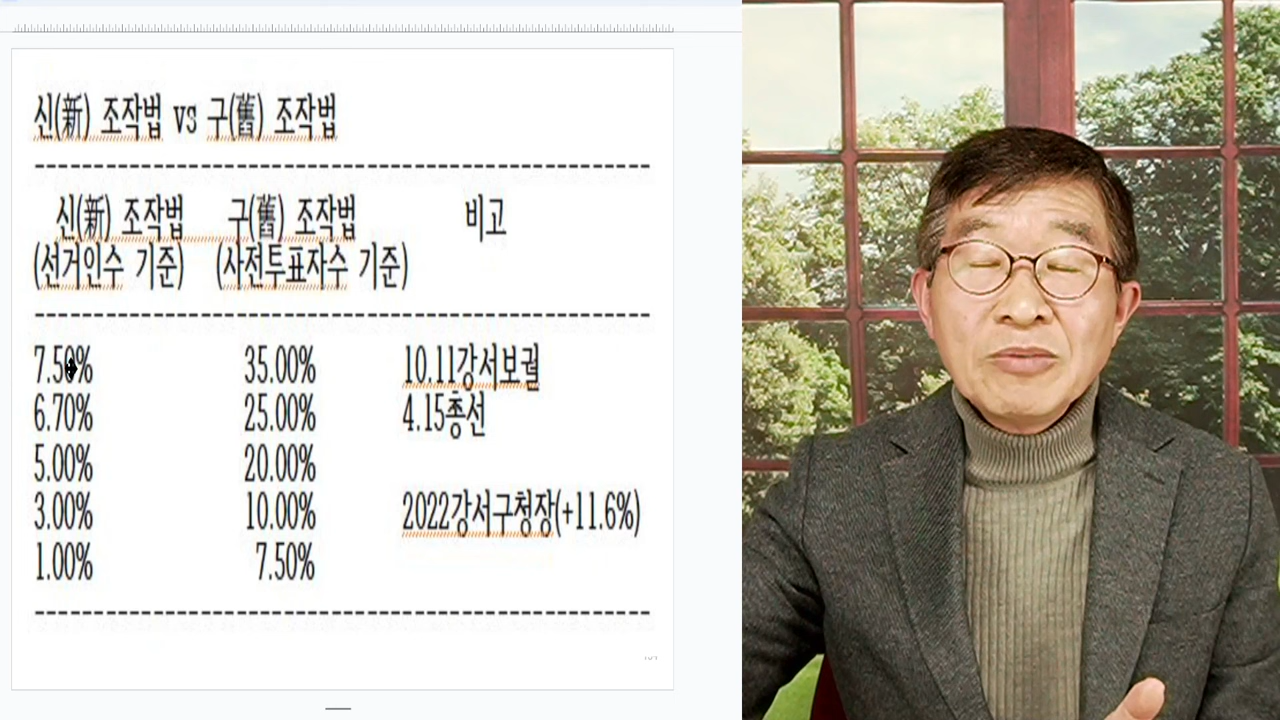 신(新) 조작법 vs 구(舊) 조작법
신(新) 조작법 구(舊) 조작법 비고
(선거인수 기준) (사전투표자수 기준)
7.50% 35.00% 10.11강서보궐
6.70% 25.00% 4.15총선
5.00% 20.00%
3.00% 10.00% 2022강서구청장(+11.6%)
1.00% 7.50%